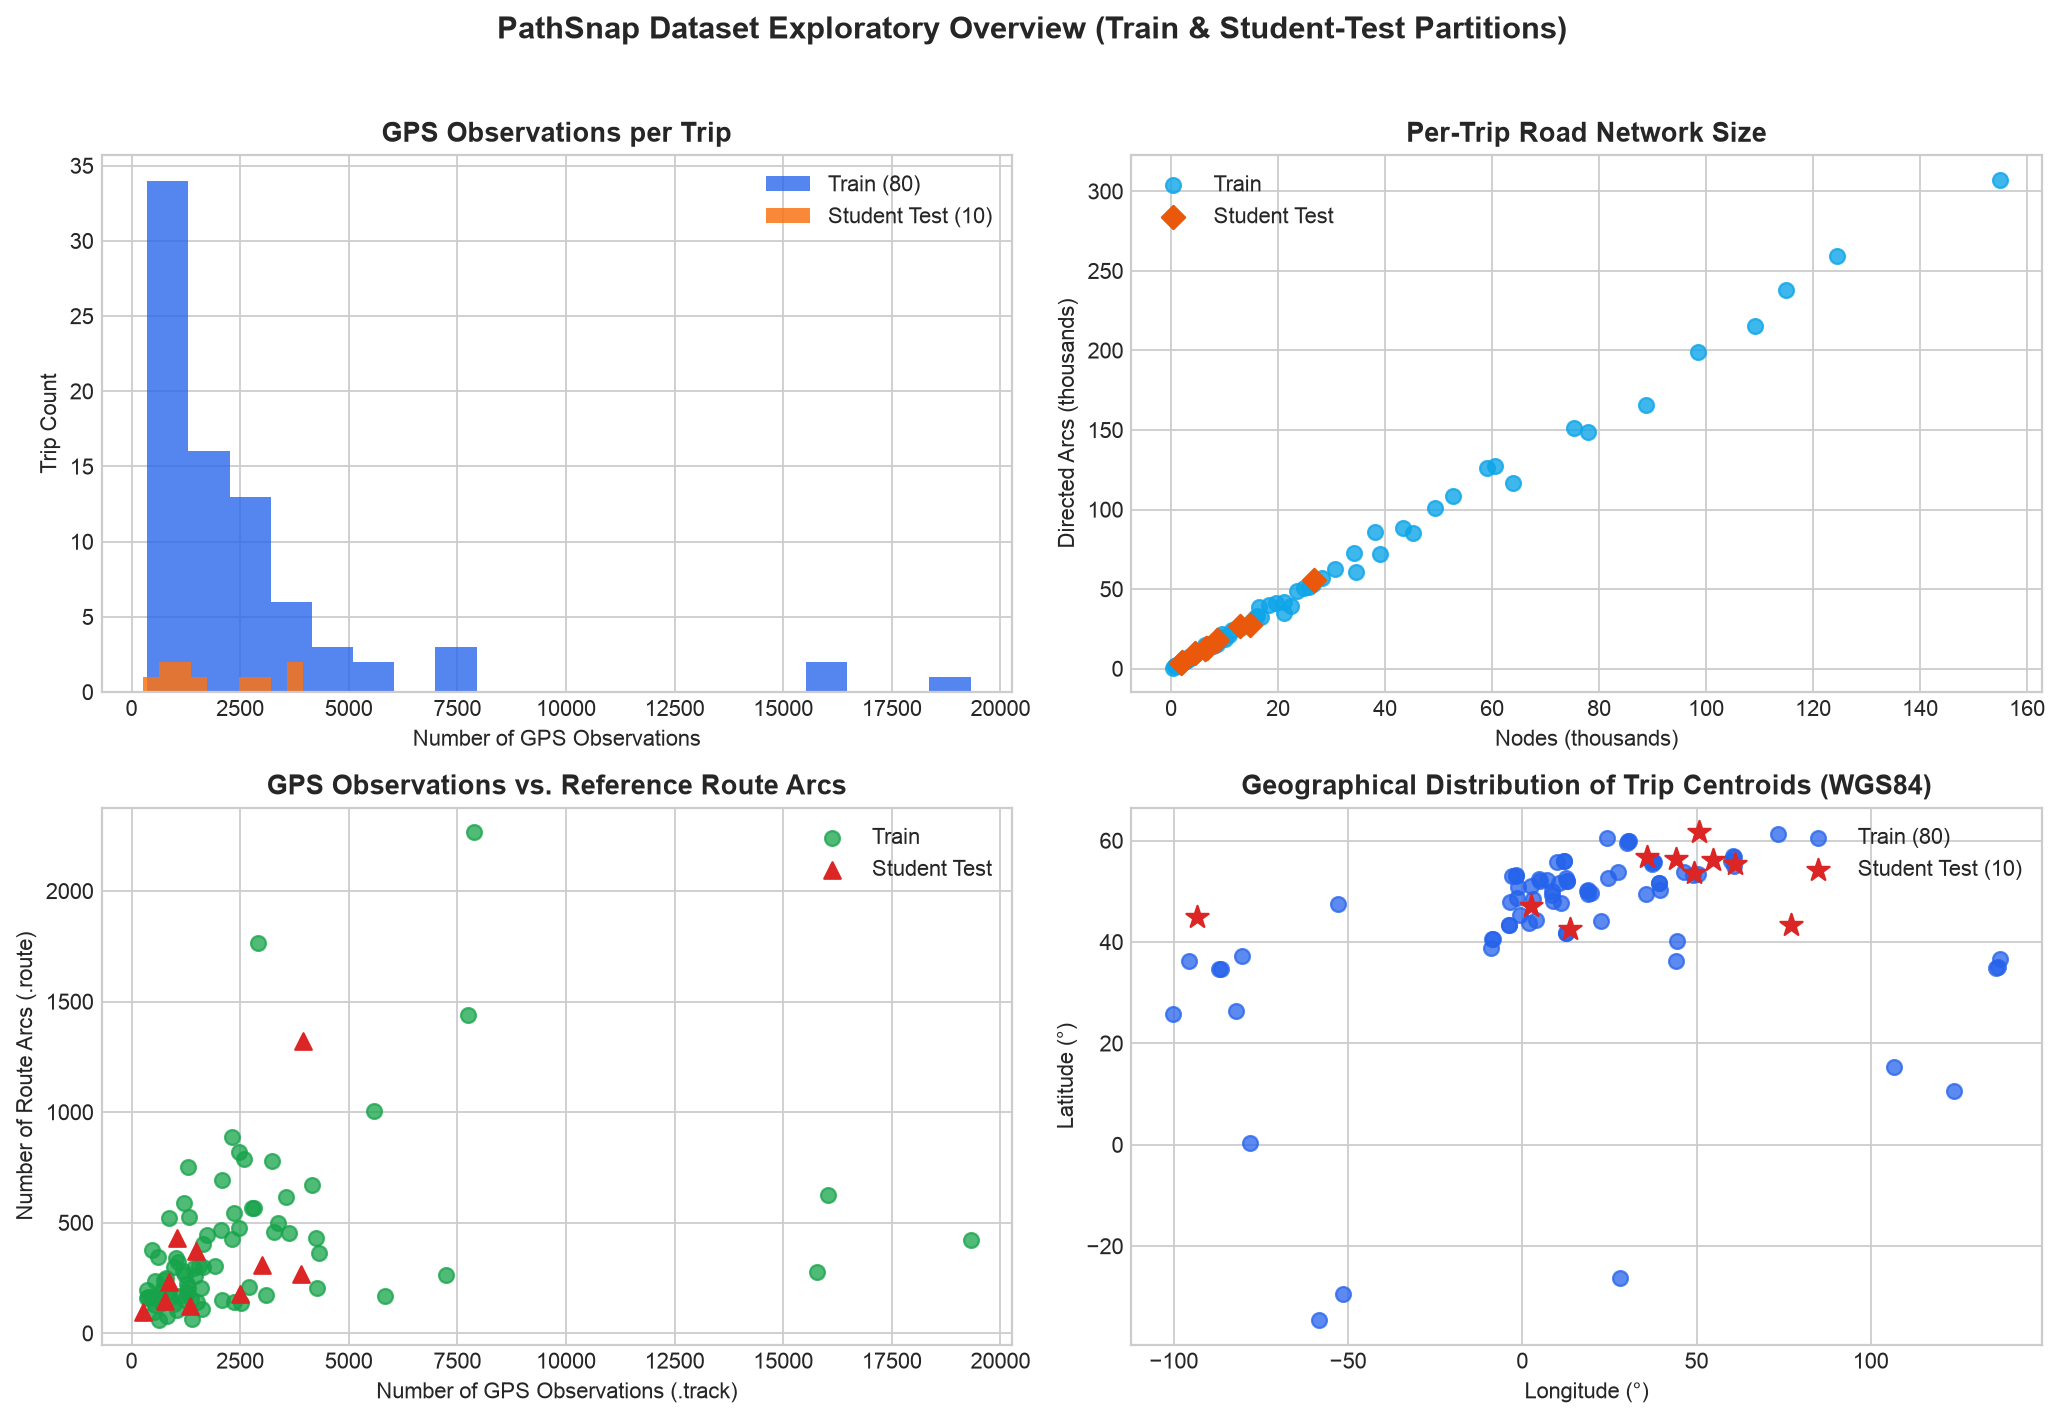 PathSnap Dataset Exploratory Overview (Train & Student-Test Partitions)
GPS Observations per Trip
Trip Count
35
30
25
20
15
10
5
0
Train (80)
Student Test (10)
0 2500 5000 7500 10000 12500 15000 17500 20000
Number of GPS Observations
Per-Trip Road Network Size
Directed Arcs (thousands)
300
250
200
150
100
50
0
Train
Student Test
0 20 40 60 80 100 120 140 160
Nodes (thousands)
GPS Observations vs. Reference Route Arcs
Number of Route Arcs (.route)
2000
1500
1000
500
0
Train
Student Test
0 2500 5000 7500 10000 12500 15000 17500 20000
Number of GPS Observations (.track)
Geographical Distribution of Trip Centroids (WGS84)
Latitude (°)
60
40
20
0
−20
Train (80)
Student Test (10)
−100 −50 0 50 100
Longitude (°)